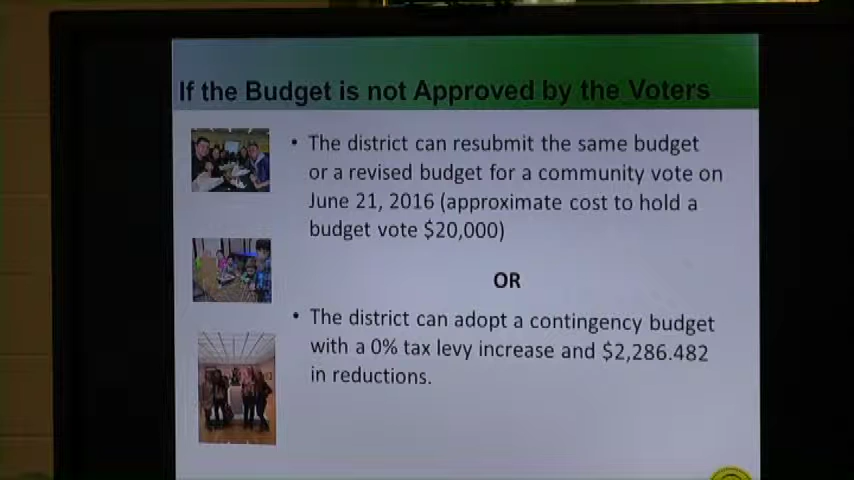 If the Budget is not Approved by the Voters
• The district can resubmit the same budget
or a revised budget for a community vote on
June 21, 2016 (approximate cost to hold a
budget vote $20,000)
OR
• The district can adopt a contingency budget
with a 0% tax levy increase and $2,286.482
in reductions.